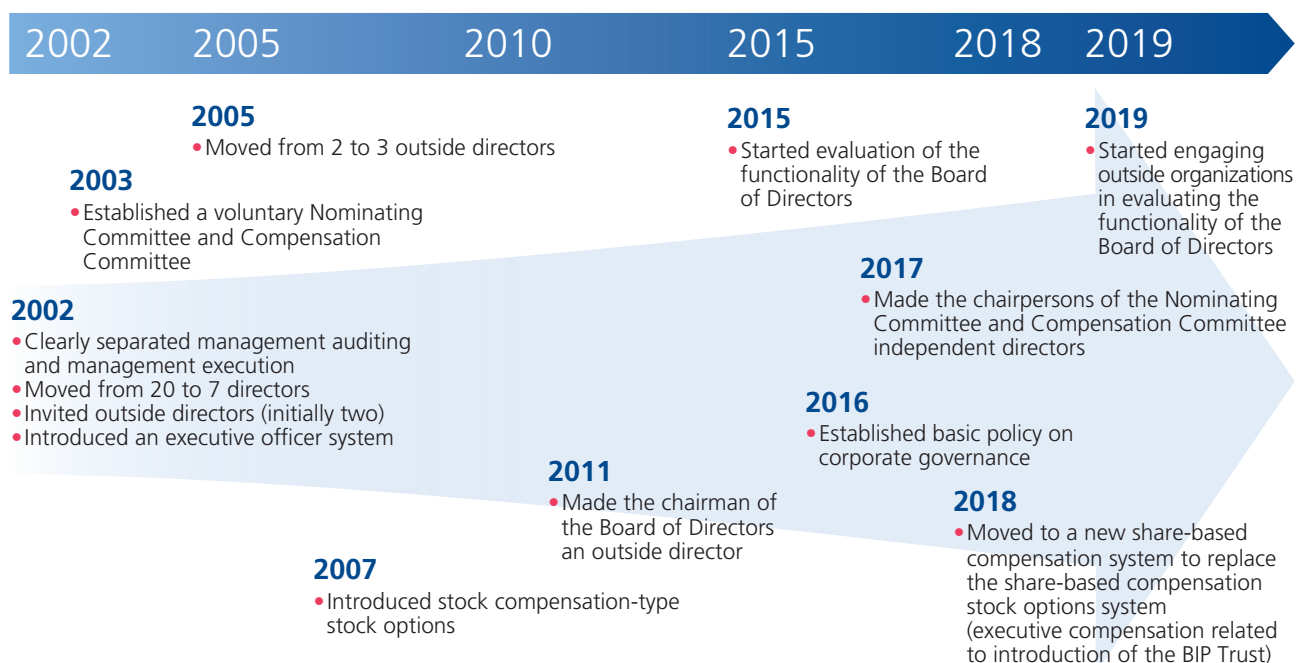 2002 2005 2010 2015 2018 2019
2005
•Moved from 2 to 3 outside directors
2003
•Established a voluntary Nominating
Committee and Compensation
Committee
2002
•Clearly separated management auditing
and management execution
•Moved from 20 to 7 directors
•Invited outside directors (initially two)
•Introduced an executive officer system
2007
•Introduced stock compensation-type
stock options
2011
•Made the chairman of
the Board of Directors
an outside director
2015
•Started evaluation of the
functionality of the Board
of Directors
2019
•Started engaging
outside organizations
in evaluating the
functionality of the
Board of Directors
2017
•Made the chairpersons of the Nominating
Committee and Compensation Committee
independent directors
2016
•Established basic policy on
corporate governance
2018
•Moved to a new share-based
compensation system to replace
the share-based compensation
stock options system
(executive compensation related
to introduction of the BIP Trust)